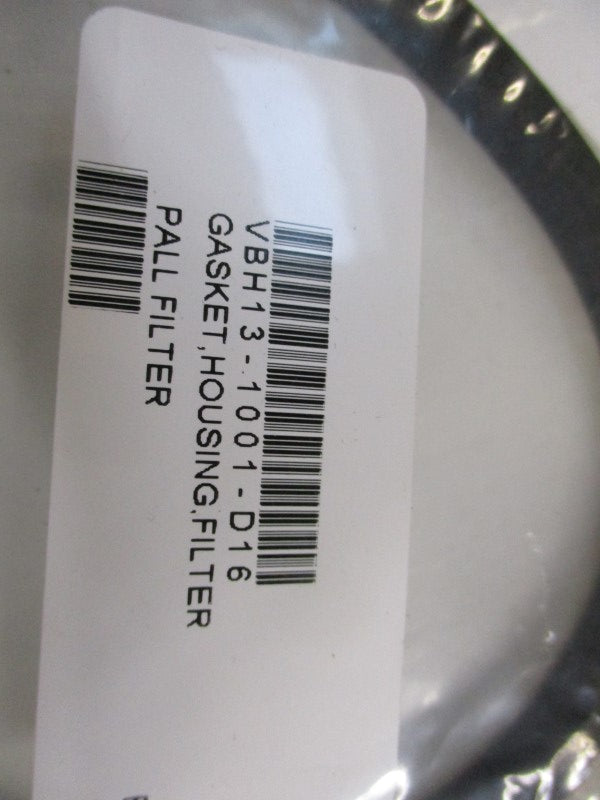 VBH13-1001-D16
GASKET,HOUSING,FILTER
PALL FILTER